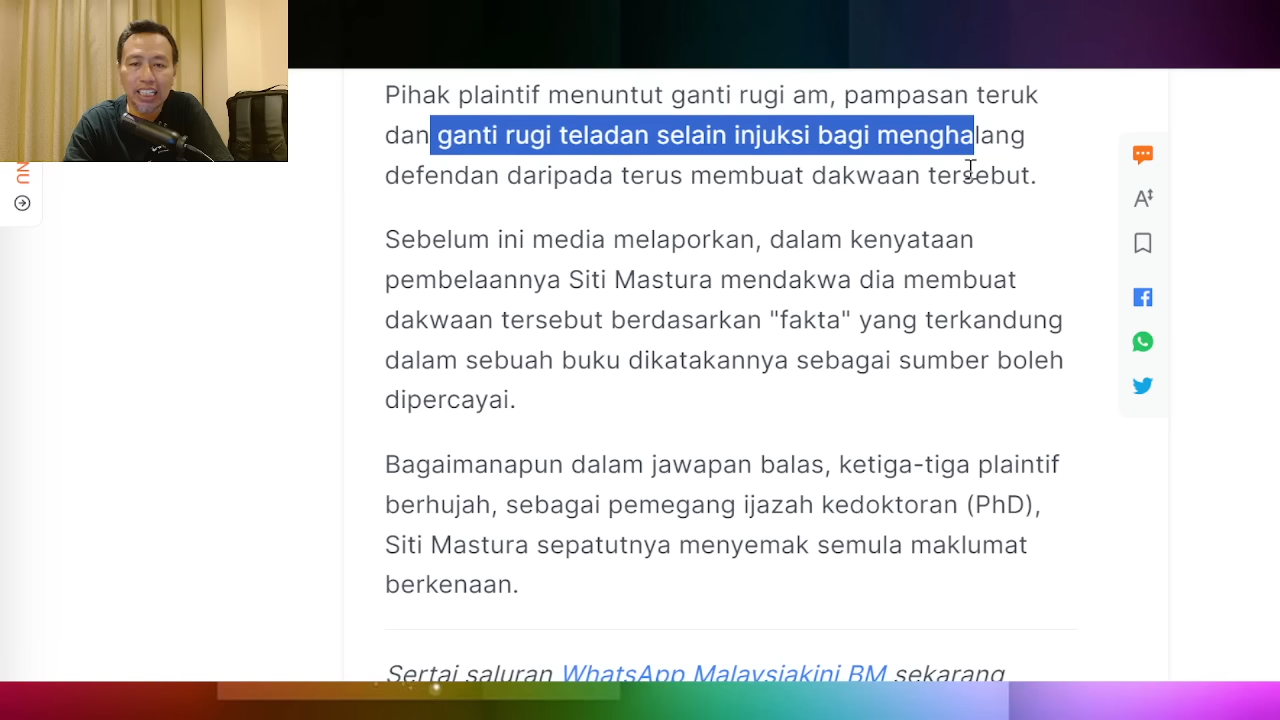 Pihak plaintif menuntut ganti rugi am, pampasan teruk
dan ganti rugi teladan selain injuksi bagi menghalang
defendan daripada terus membuat dakwaan tersebut.
NU
A
Sebelum ini media melaporkan, dalam kenyataan
pembelaannya Siti Mastura mendakwa dia membuat
dakwaan tersebut berdasarkan "fakta" yang terkandung
dalam sebuah buku dikatakannya sebagai sumber boleh
dipercayai.
Bagaimanapun dalam jawapan balas, ketiga-tiga plaintif
berhujah, sebagai pemegang ijazah kedoktoran (PhD),
Siti Mastura sepatutnya menyemak semula maklumat
berkenaan.
Sertai saluran WhatsApp Malaysiakini BM sekarang